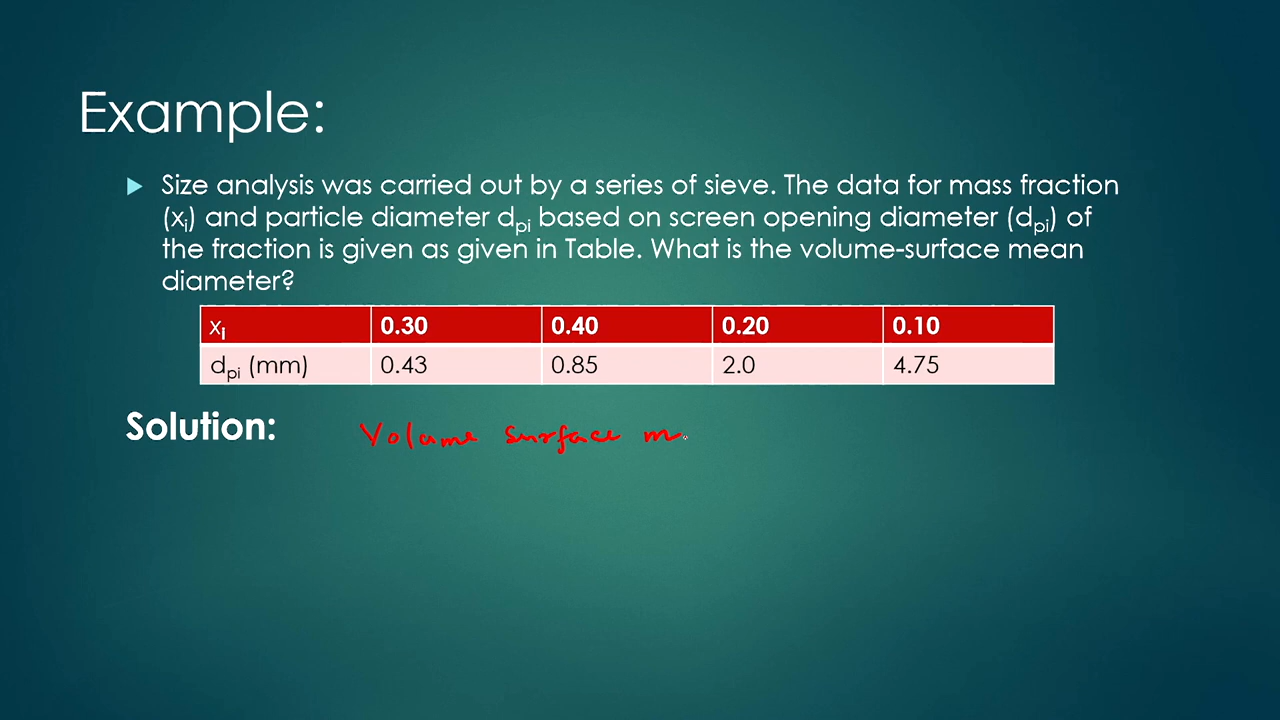 Example:
Size analysis was carried out by a series of sieve. The data for mass fraction
(xi) and particle diameter dpi based on screen opening diameter (dpi) of
the fraction is given as given in Table. What is the volume-surface mean
diameter?
xi 0.30 0.40 0.20 0.10
dpi (mm) 0.43 0.85 2.0 4.75
Solution: Volume surface m